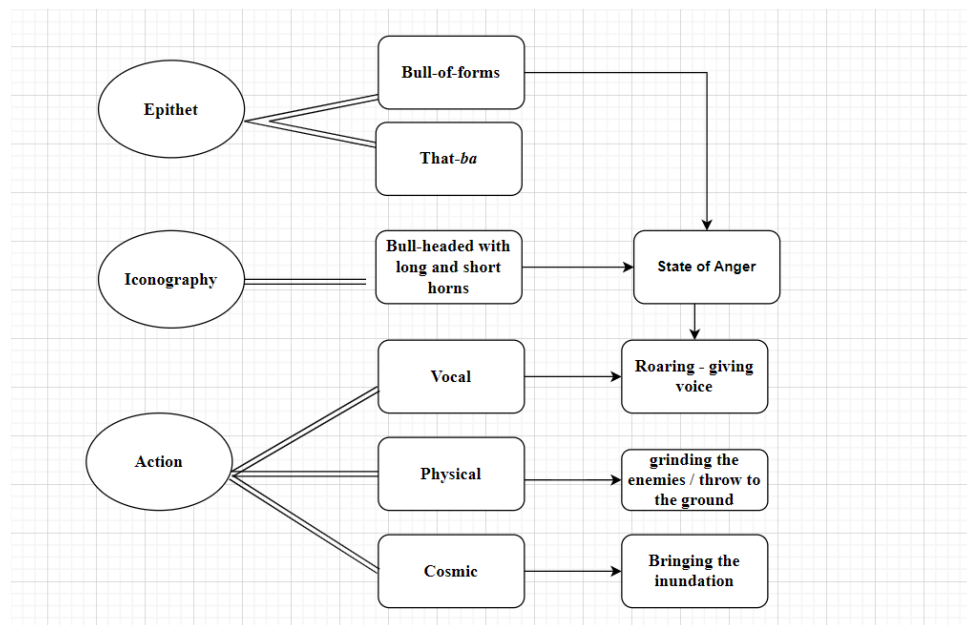 Epithet
Bull-of-forms
That-ba
Iconography
Bull-headed with
long and short
horns
State of Anger
Action
Vocal
Roaring - giving
voice
Physical
grinding the
enemies / throw to
the ground
Cosmic
Bringing the
inundation